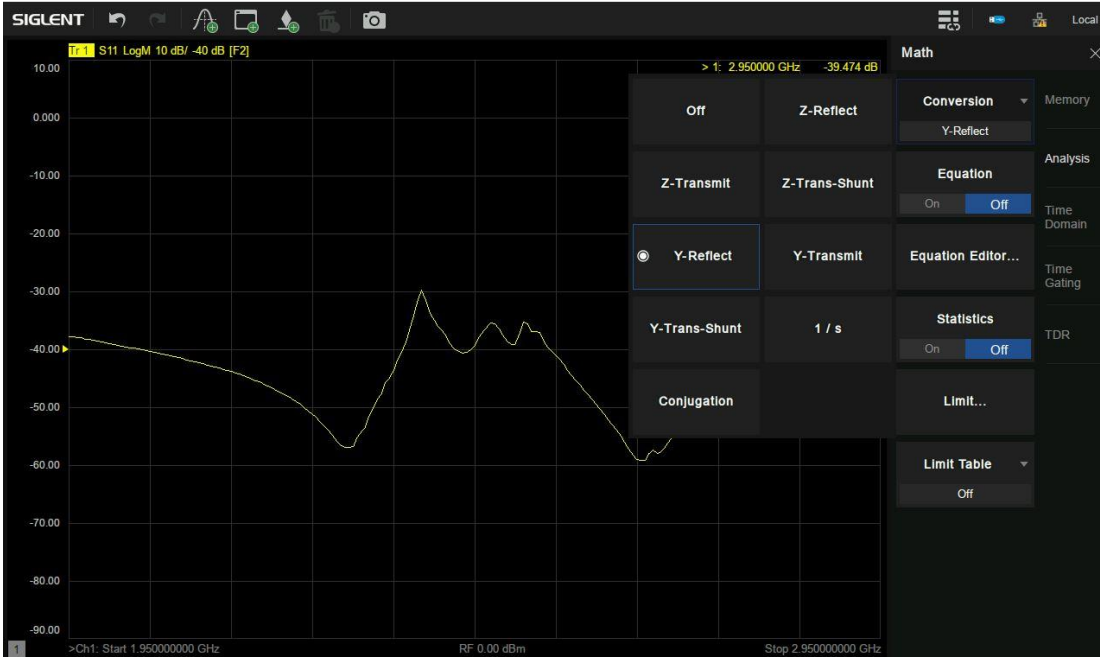 SIGLENT
Local
Tr 1 S11 LogM 10 dB/ -40 dB [F2]
> 1: 2.950000 GHz -39.474 dB
10.00
0.000
-10.00
-20.00
-30.00
-40.00
-50.00
-60.00
-70.00
-80.00
-90.00
Off
Z-Reflect
Z-Transmit
Z-Trans-Shunt
Y-Reflect
Y-Transmit
Y-Trans-Shunt
1 / s
Conjugation
Math
Conversion
Y-Reflect
Equation
On Off
Equation Editor...
Statistics
On Off
Limit...
Limit Table
Off
Memory
Analysis
Time
Domain
Time
Gating
TDR
1
>Ch1: Start 1.950000000 GHz
RF 0.00 dBm
Stop 2.950000000 GHz